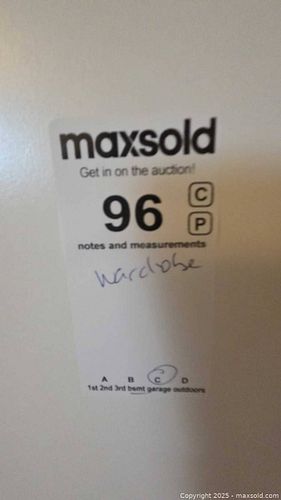 maxsold
Get in on the auction!
96 C
P
notes and measurements
wardrobe
A B C D
1st 2nd 3rd bsmt garage outdoors
Copyright 2025 - maxsold.com